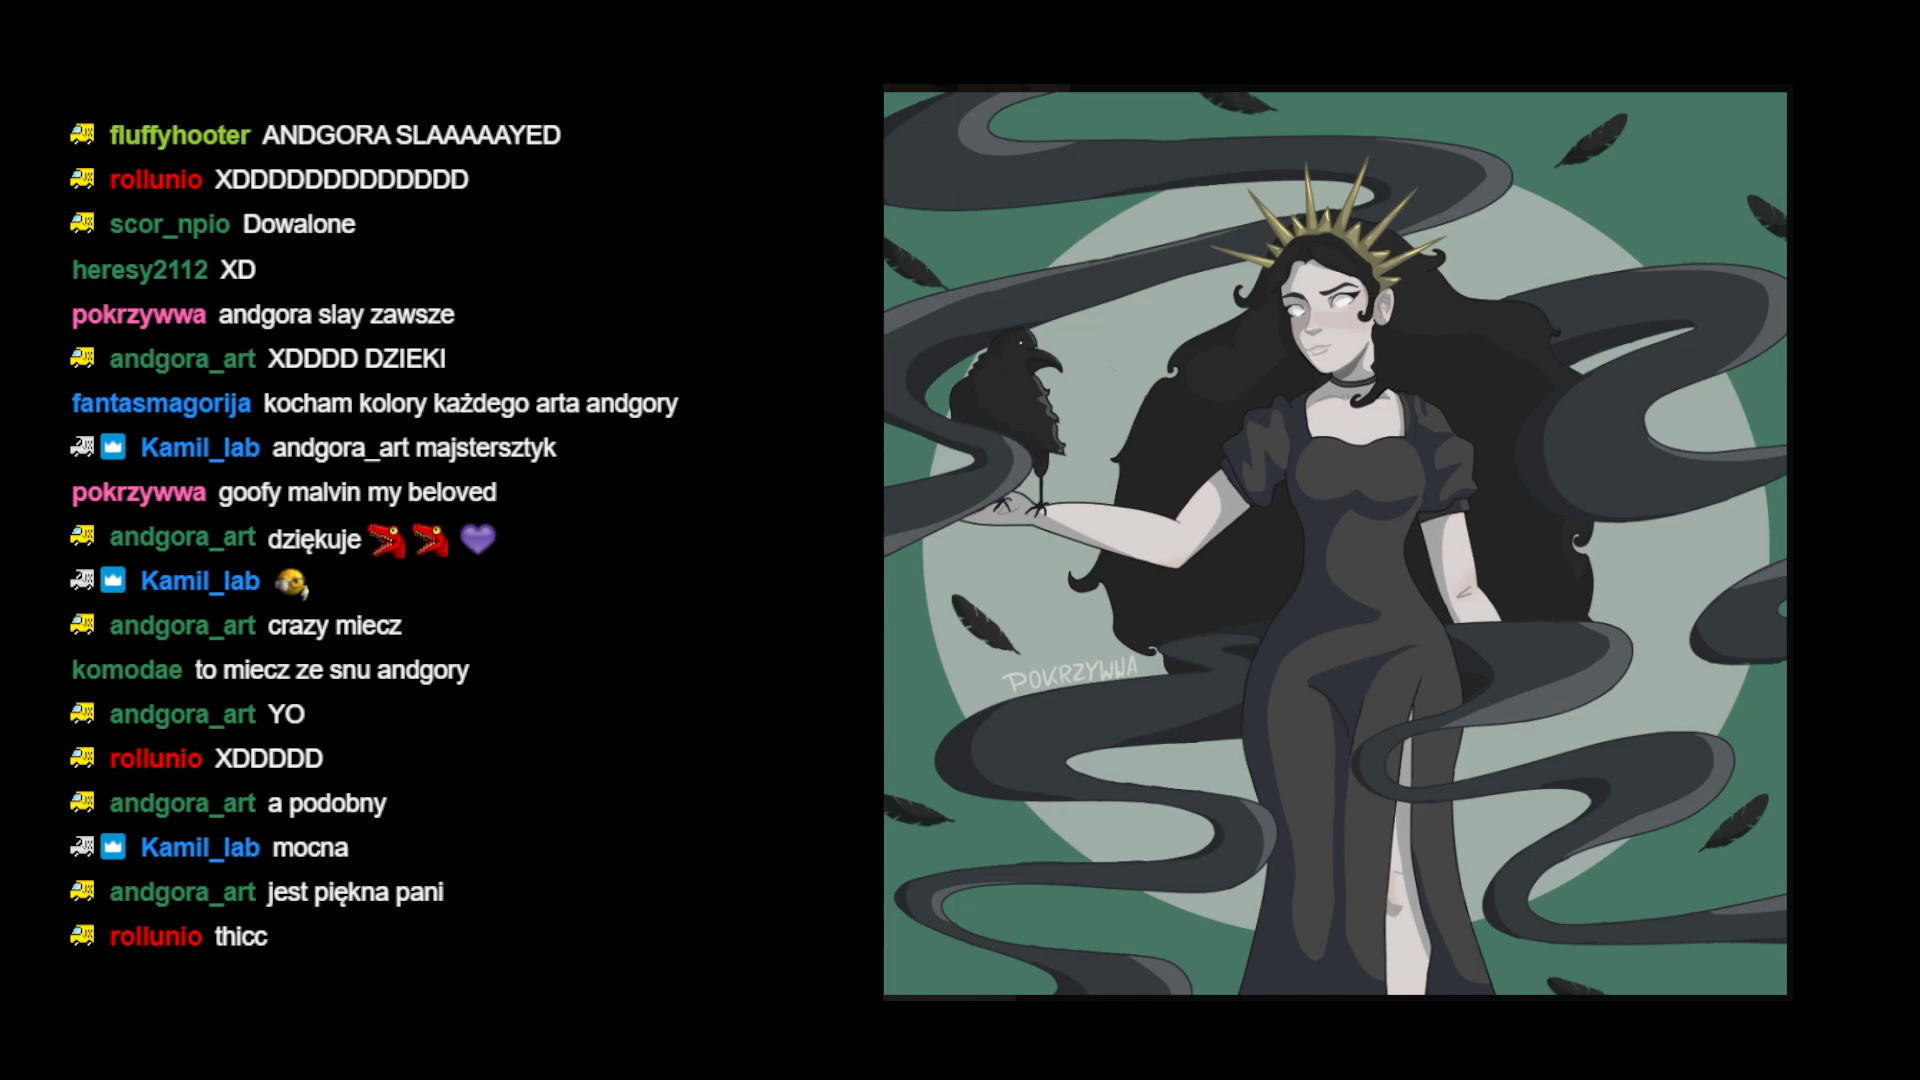 fluffyhooter ANDGORA SLAAAAAYED
rollunio XDDDDDDDDDDDDD
scor_npio Dowalone
heresy2112 XD
pokrzywwa andgora slay zawsze
andgora_art XDDDD DZIEKI
fantasmagorija kocham kolory każdego arta andgory
Kamil_lab andgora_art majstersztyk
pokrzywwa goofy malvin my beloved
andgora_art dziękuje
Kamil_lab
andgora_art crazy miecz
komodae to miecz ze snu andgory
andgora_art YO
rollunio XDDDDD
andgora_art a podobny
Kamil_lab mocna
andgora_art jest piękna pani
rollunio thicc
POKRZYWWA